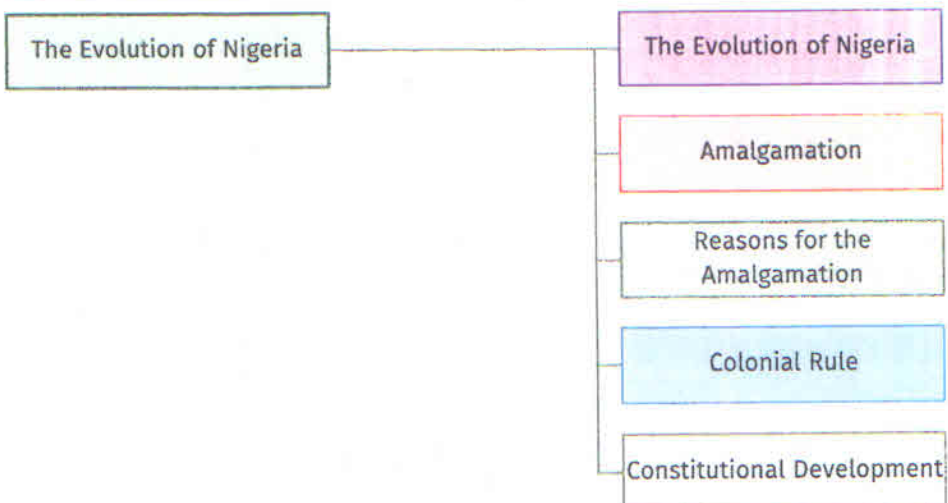 The Evolution of Nigeria
The Evolution of Nigeria
Amalgamation
Reasons for the
Amalgamation
Colonial Rule
Constitutional Development